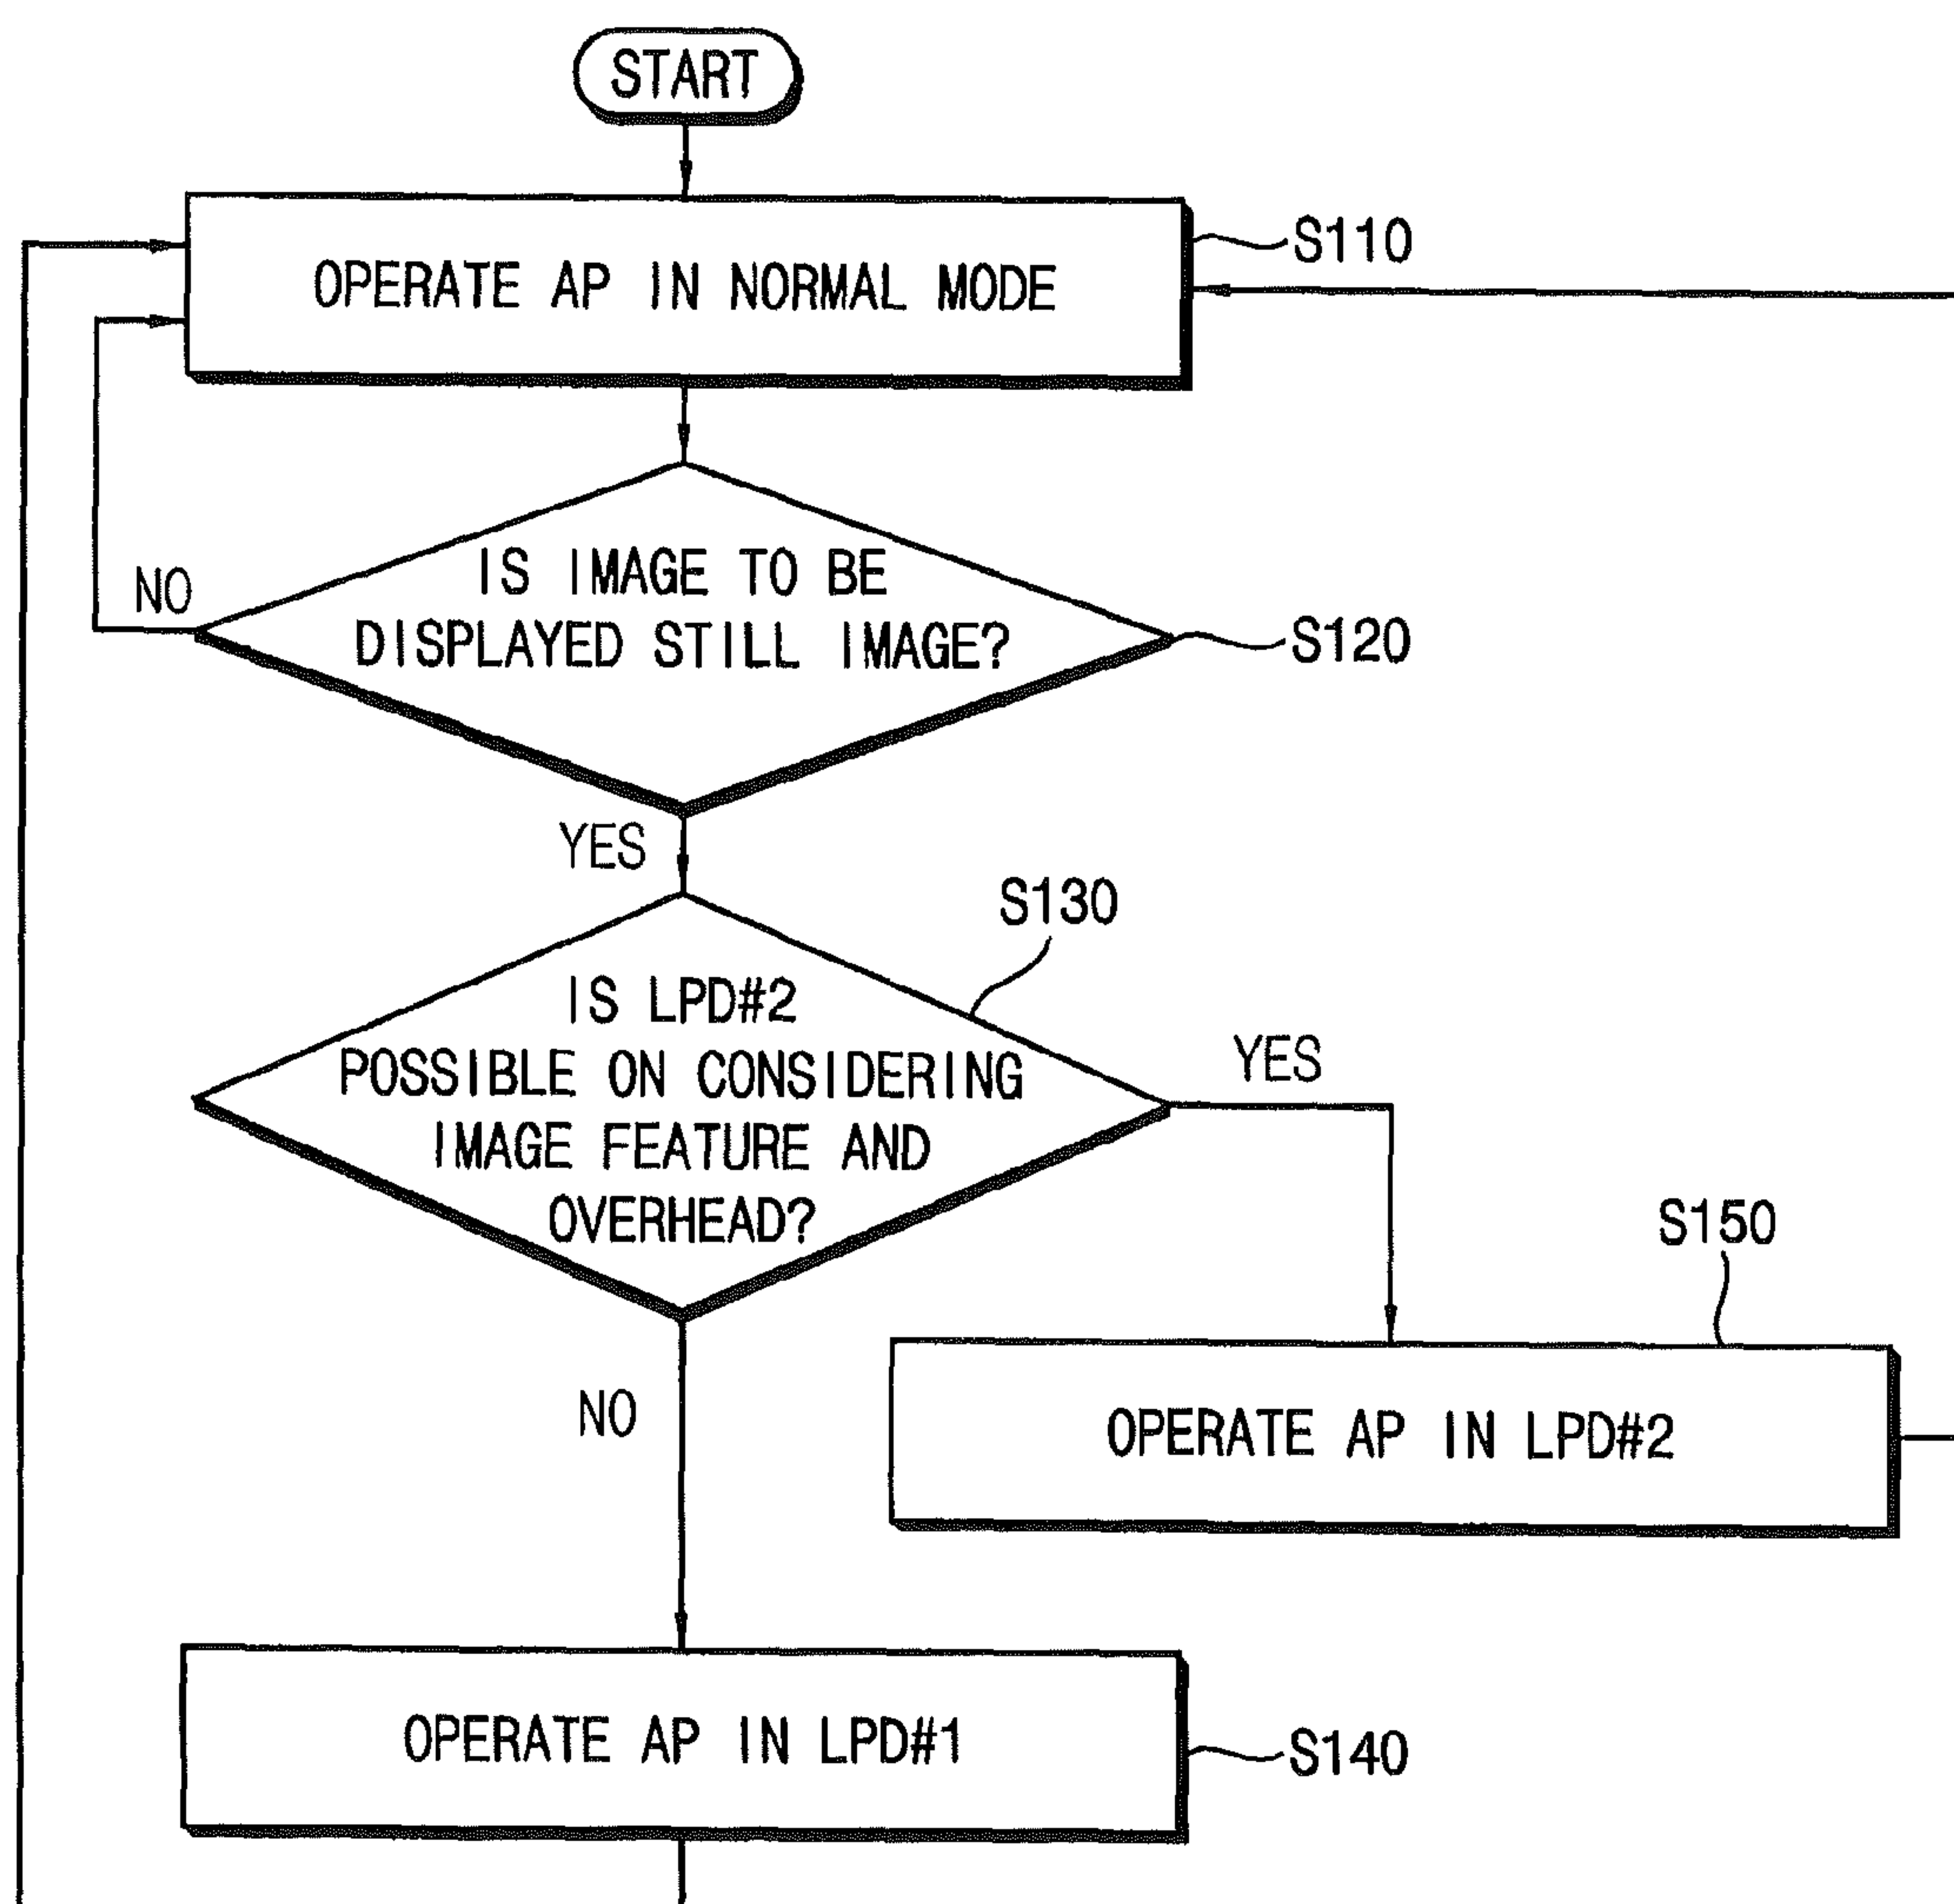 START
OPERATE AP IN NORMAL MODE
S110
IS IMAGE TO BE
DISPLAYED STILL IMAGE?
S120
NO
YES
S130
IS LPD#2
POSSIBLE ON CONSIDERING
IMAGE FEATURE AND
OVERHEAD?
YES
S150
OPERATE AP IN LPD#2
NO
OPERATE AP IN LPD#1
S140